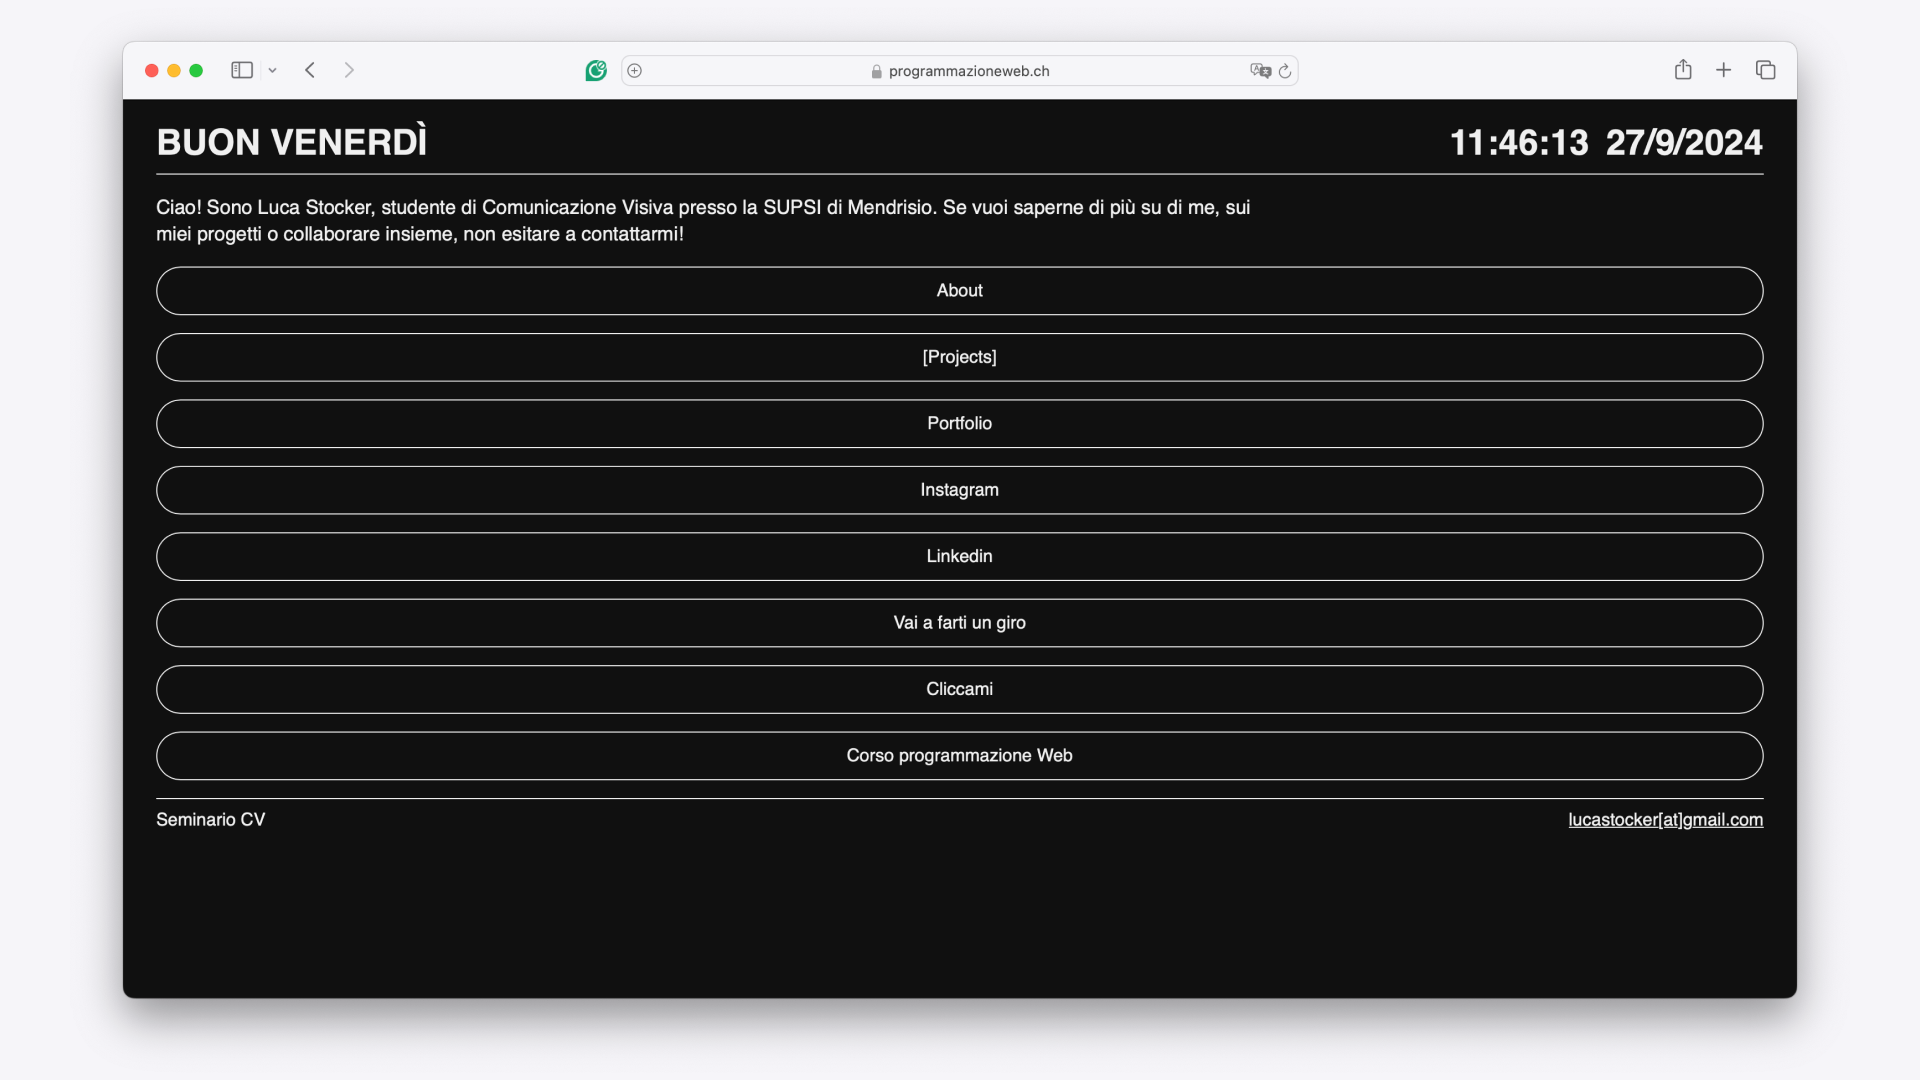 programmazioneweb.ch
BUON VENERDÌ
11:46:13 27/9/2024
Ciao! Sono Luca Stocker, studente di Comunicazione Visiva presso la SUPSI di Mendrisio. Se vuoi saperne di più su di me, sui
miei progetti o collaborare insieme, non esitare a contattarmi!
About
[Projects]
Portfolio
Instagram
Linkedin
Vai a farti un giro
Cliccami
Corso programmazione Web
Seminario CV
lucastocker[at]gmail.com